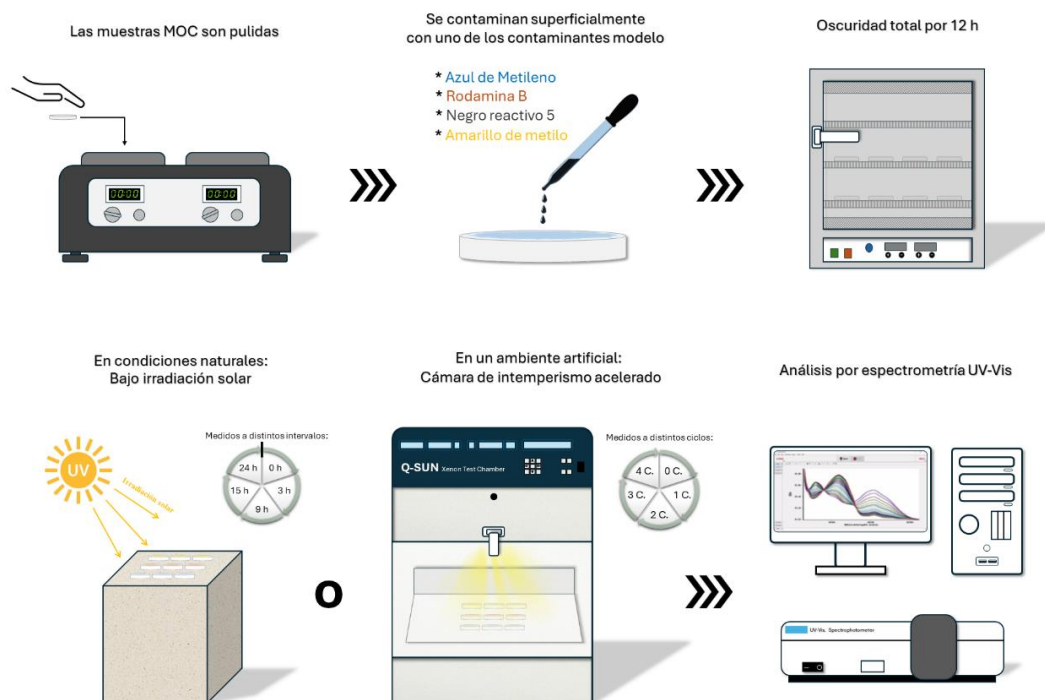 Las muestras MOC son pulidas
Se contaminan superficialmente
con uno de los contaminantes modelo
Oscuridad total por 12 h
* Azul de Metileno
* Rodamina B
* Negro reactivo 5
* Amarillo de metilo
00:00
00:00
En condiciones naturales:
Bajo irradiación solar
En un ambiente artificial:
Cámara de intemperismo acelerado
Análisis por espectrometría UV-Vis
Medidos a distintos intervalos:
24 h
0 h
15 h
3 h
9 h
UV
Irradiación solar
O
Q-SUN Xenon Test Chamber
Medidos a distintos ciclos:
4 C.
0 C.
3 C.
1 C.
2 C.
UV-Vis. Spectrophotometer